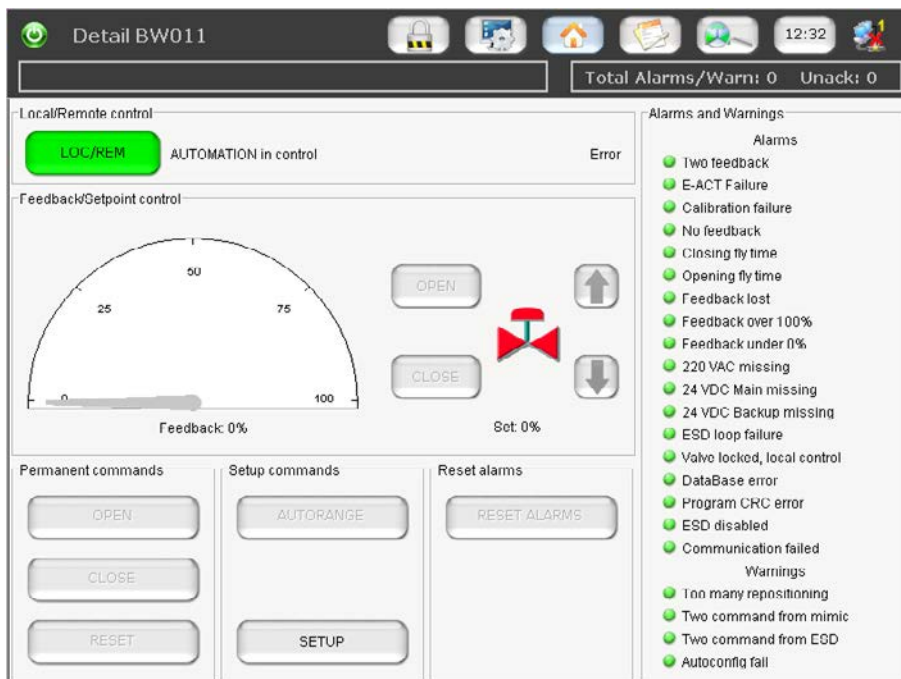 Detail BW011
12:32
1
Total Alarms/Warn: 0 Unack: 0
Local/Remote control
LOC/REM
AUTOMATION in control
Error
Feedback/Setpoint control
0
25
50
75
100
Feedback: 0%
OPEN
CLOSE
Set: 0%
Permanent commands
OPEN
CLOSE
RESET
Setup commands
AUTORANGE
SETUP
Reset alarms
RESET ALARMS
Alarms and Warnings
Alarms
Two feedback
E-ACT Failure
Calibration failure
No feedback
Closing fly time
Opening fly time
Feedback lost
Feedback over 100%
Feedback under 0%
220 VAC missing
24 VDC Main missing
24 VDC Backup missing
ESD loop failure
Valve locked, local control
DataBase error
Program CRC error
ESD disabled
Communication failed
Warnings
Too many repositioning
Two command from mimic
Two command from ESD
Autoconfig fail